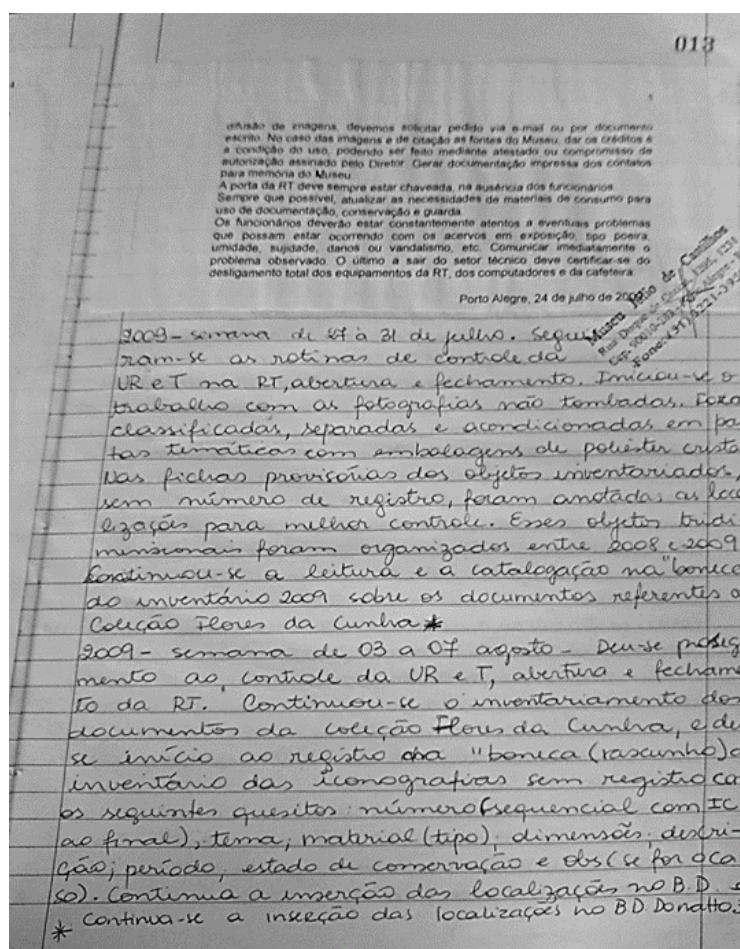 013
1
difusão de imagens, devemos solicitar pedido via e-mail ou por documento
escrito. No caso das imagens e de citação as fontes do Museu, dar os créditos é
a condição do uso, podendo ser feito mediante atestado ou compromisso de
autorização assinado pelo Diretor. Gerar documentação impressa dos contatos
para memória do Museu.
A porta da RT deve sempre estar chaveada, na ausência dos funcionários.
Sempre que possível, atualizar as necessidades de materiais de consumo para
uso de documentação, conservação e guarda.
Os funcionários deverão estar constantemente atentos a eventuais problemas
que possam estar ocorrendo com os acervos em exposição, tipo poeira,
umidade, sujidade, danos ou vandalismo, etc. Comunicar imediatamente o
problema observado. O último a sair do setor técnico deve certificar-se do
desligamento total dos equipamentos da RT, dos computadores e da cafeteira.
Porto Alegre, 24 de julho de
Museu Júlio de Castilhos
Rua Duque de Caxias
2009 - semana de 27 à 31 de julho. Segui
ram-se as rotinas de controle da
UR e T na RT, abertura e fechamento. Iniciou-se o
trabalho com as fotografias não tombadas. Fora
classificadas, separadas e acondicionadas em pa
tas temáticas com embalagens de poliéster crista
Nas fichas provisórias dos objetos inventariados,
sem número de registro, foram anotadas as loca
lizações para melhor controle. Esses objetos tridi
mensionais foram organizados entre 2008 e 2009
Continuou-se a leitura e a catalogação na "boneca
do inventário 2009 sobre os documentos referentes a
Coleção Flores da Cunha *
2009 - semana de 03 a 07 agosto - Deu-se prosseg
mento ao controle da UR e T, abertura e fechame
to da RT. Continuou-se o inventariamento dos
documentos da coleção Flores da Cunha, e de
se início ao registro na "boneca (rascunho) d
inventário das iconografias sem registro co
os seguintes quesitos: número (sequencial com IC
ao final), tema; material (tipo); dimensões; descri-
ção; período, estado de conservação e obs (se for o ca
so). Continua a inserção das localizações no B.D.
* Continua-se a inserção das localizações no BD Donatto.